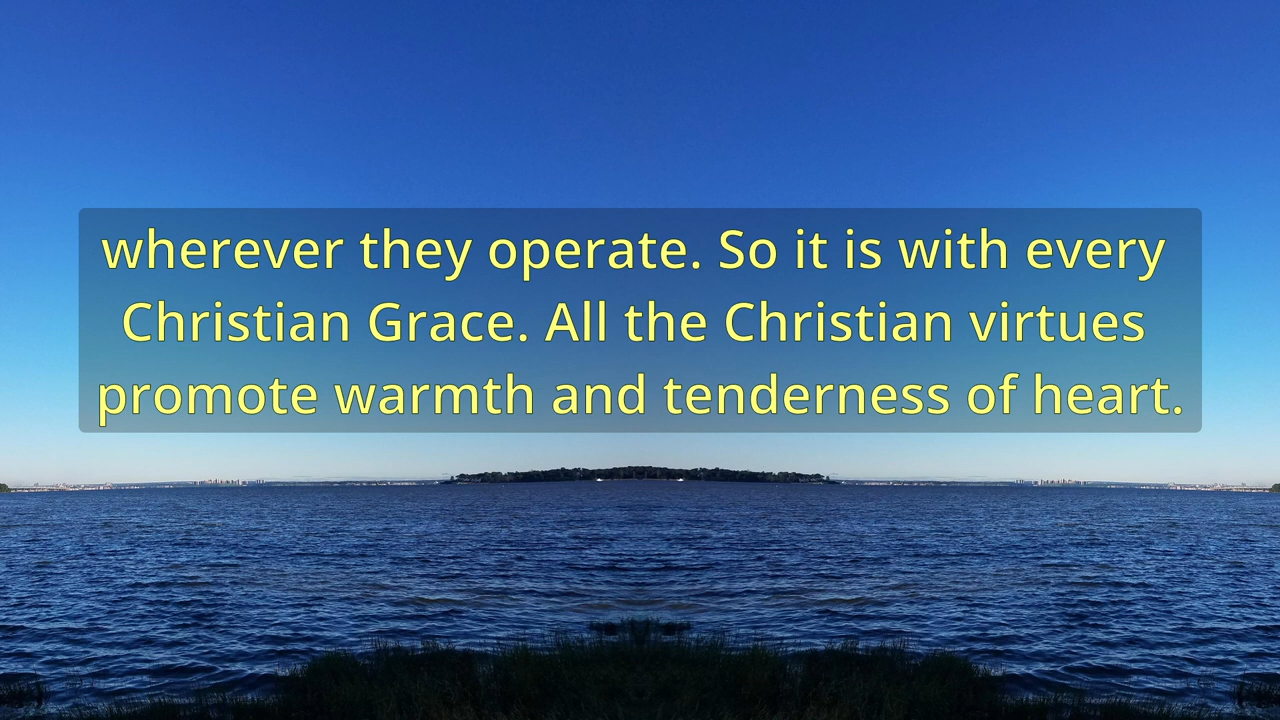 wherever they operate. So it is with every
Christian Grace. All the Christian virtues
promote warmth and tenderness of heart.